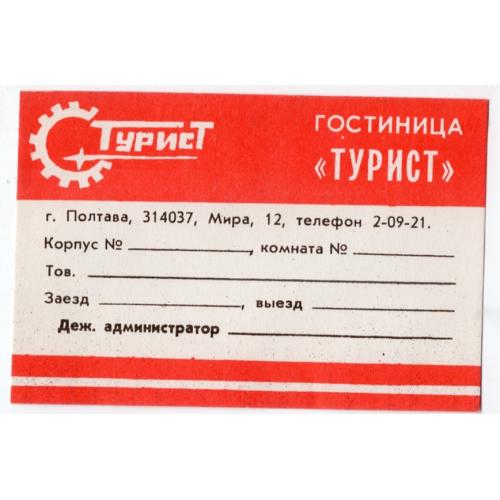 ТУРИСТ
ГОСТИНИЦА
«ТУРИСТ»
г. Полтава, 314037, Мира, 12, телефон 2-09-21.
Корпус № , комната №
Тов.
Заезд , выезд
Деж. администратор